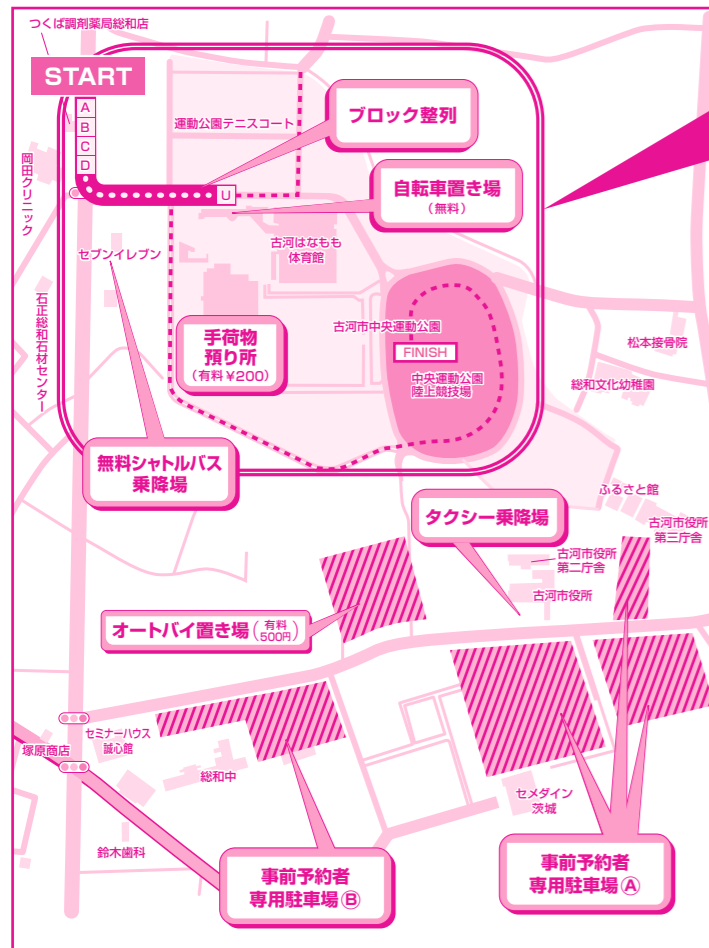 つくば調剤薬局総和店
START
A
B
C
D
U
運動公園テニスコート
ブロック整列
自転車置き場
(無料)
岡田クリニック
セブンイレブン
古河はなもも
体育館
石正総和石材センター
手荷物
預り所
(有料¥200)
古河市中央運動公園
FINISH
中央運動公園
陸上競技場
松本接骨院
総和文化幼稚園
無料シャトルバス
乗降場
タクシー乗降場
ふるさと館
古河市役所
第三庁舎
古河市役所
第二庁舎
古河市役所
オートバイ置き場(有料
500円)
セミナーハウス
誠心館
塚原商店
総和中
鈴木歯科
セメダイン
茨城
事前予約者
専用駐車場Ⓑ
事前予約者
専用駐車場Ⓐ